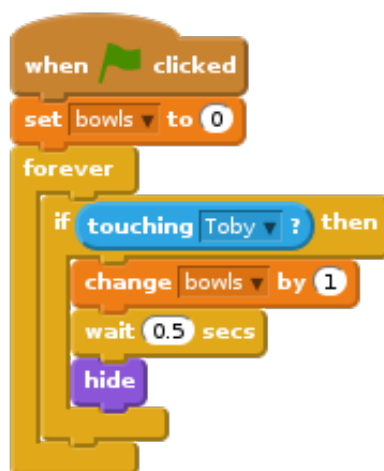 when clicked
set bowls to 0
forever
if touching Toby ? then
change bowls by 1
wait 0.5 secs
hide